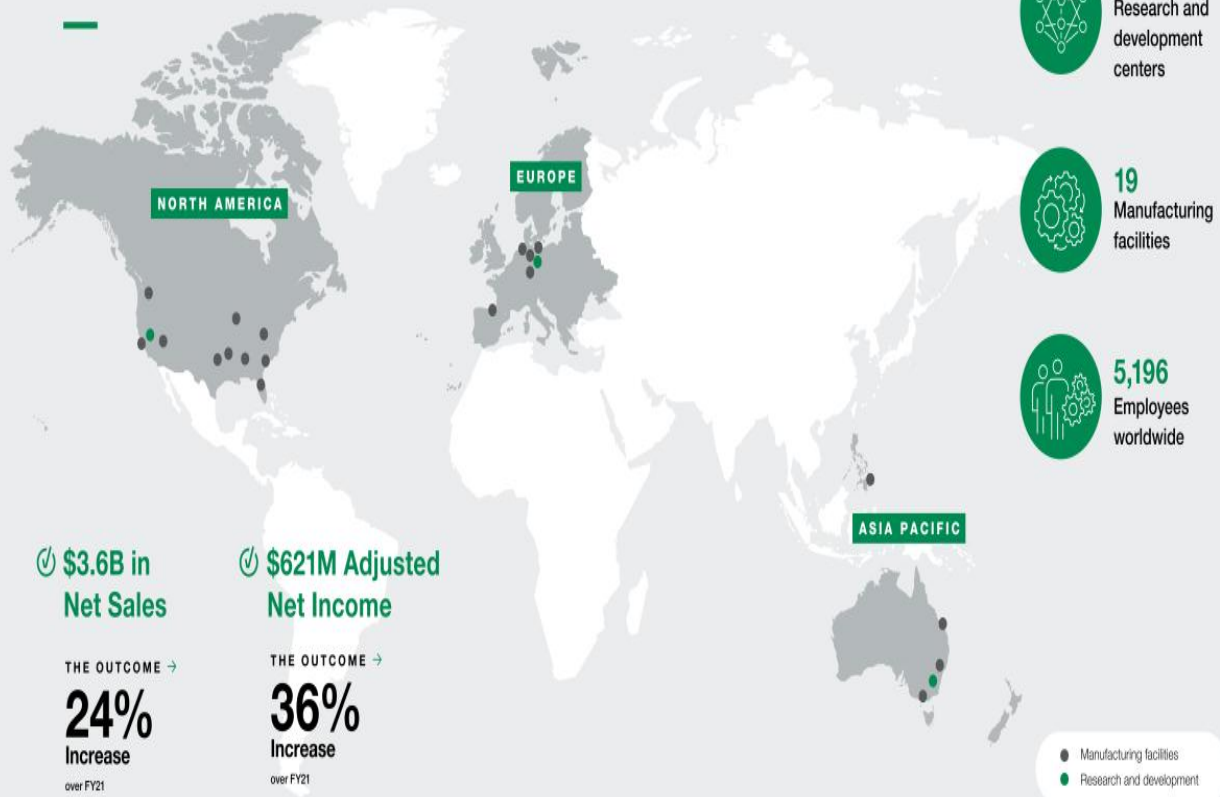 Research and
development
centers
NORTH AMERICA
EUROPE
19
Manufacturing
facilities
5,196
Employees
worldwide
ASIA PACIFIC
$3.6B in
Net Sales
THE OUTCOME →
24%
Increase
over FY21
$621M Adjusted
Net Income
THE OUTCOME →
36%
Increase
over FY21
Manufacturing facilities
Research and development